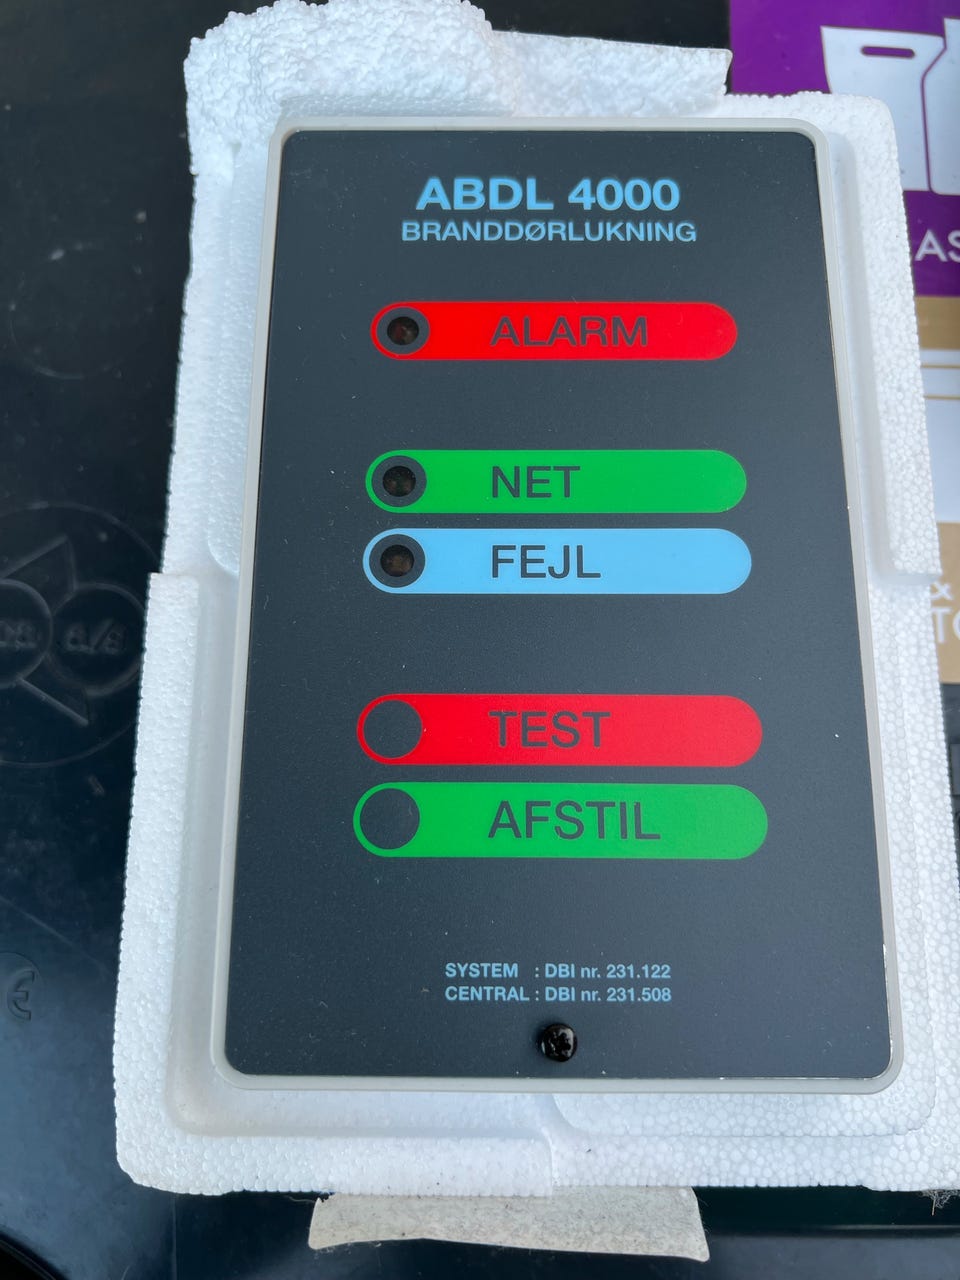 ABDL 4000
BRANDDØRLUKNING
ALARM
NET
FEJL
TEST
AFSTIL
SYSTEM : DBI nr. 231.122
CENTRAL : DBI nr. 231.508